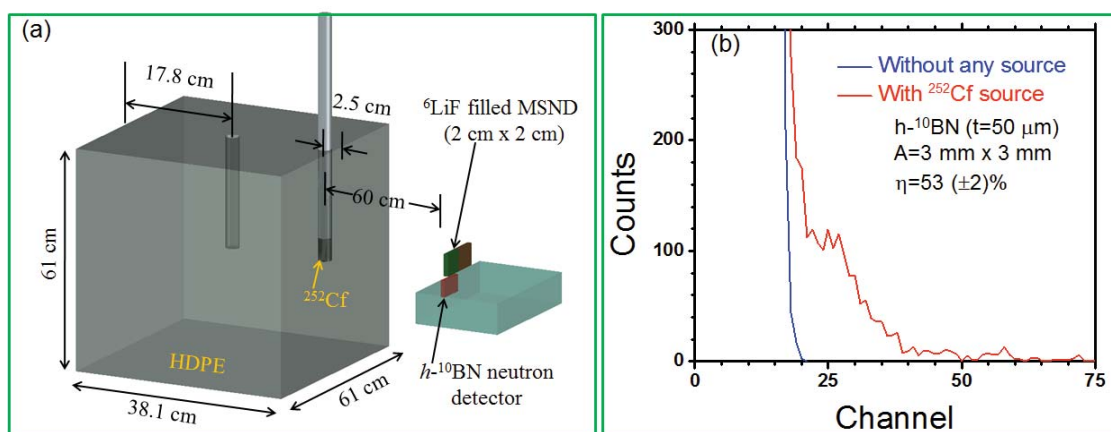 (a)
17.8 cm
2.5 cm
⁶LiF filled MSND
(2 cm x 2 cm)
60 cm
61 cm
²⁵²Cf
HDPE
h-¹⁰BN neutron
detector
38.1 cm
61 cm
(b)
Without any source
With ²⁵²Cf source
h-¹⁰BN (t=50 μm)
A=3 mm x 3 mm
η=53 (±2)%
300
200
100
0
Counts
0
25
50
75
Channel